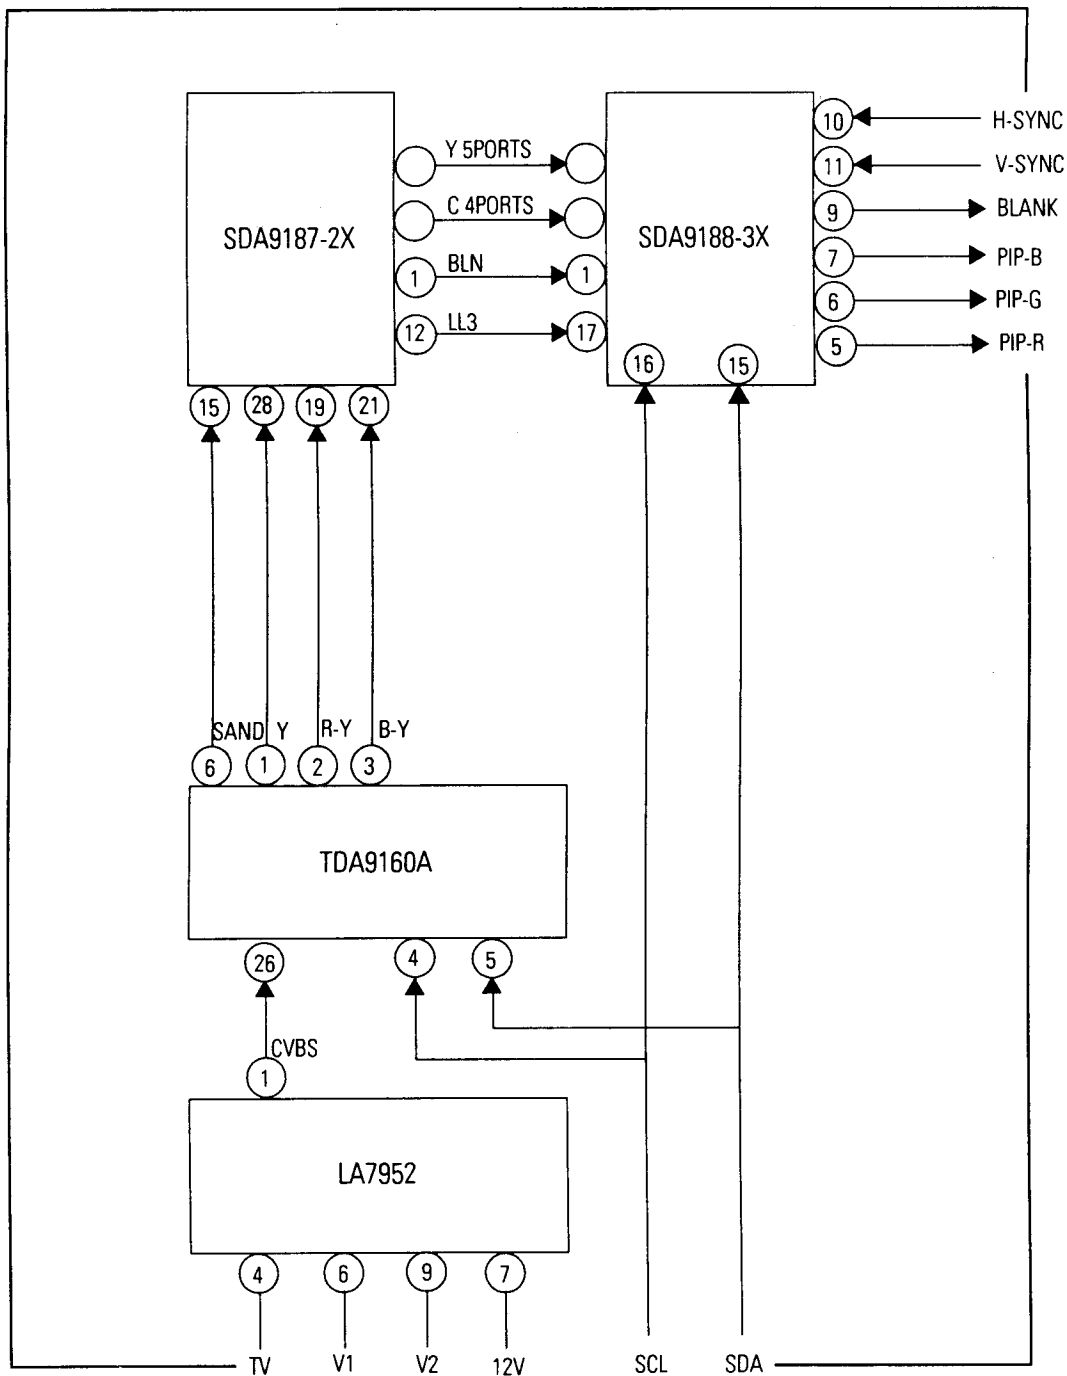 10 H-SYNC
Y 5PORTS
11 V-SYNC
C 4PORTS
9 BLANK
SDA9187-2X
SDA9188-3X
7 PIP-B
1 BLN 1
6 PIP-G
12 LL3 17
5 PIP-R
16 15
15 28 19 21
SAND Y R-Y B-Y
6 1 2 3
TDA9160A
26 4 5
CVBS
1
LA7952
4 6 9 7
TV V1 V2 12V SCL SDA